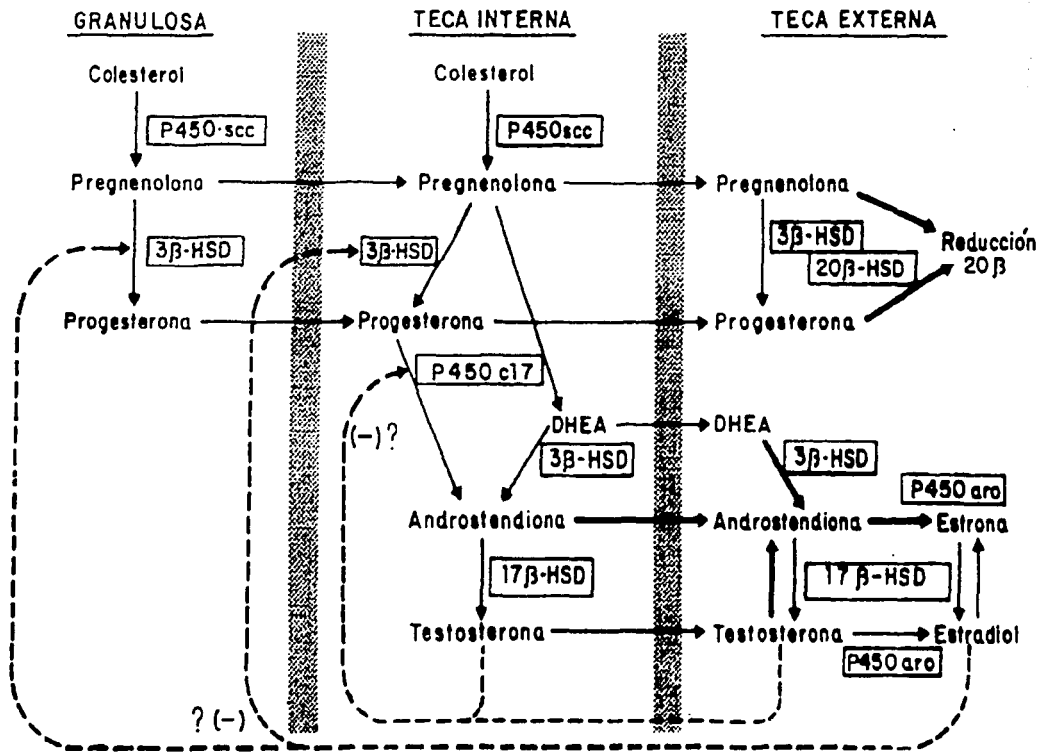 GRANULOSA
TECA INTERNA
TECA EXTERNA
Colesterol
Colesterol
P450·scc
P450scc
Pregnenolona
Pregnenolona
Pregnenolona
3β-HSD
3β-HSD
3β-HSD
20β-HSD
Reducción
20β
Progesterona
Progesterona
Progesterona
P450 c17
(-)?
DHEA
DHEA
3β-HSD
3β-HSD
P450 aro
Androstendiona
Androstendiona
Estrona
17β-HSD
17β-HSD
Testosterona
Testosterona
Estradiol
P450 aro
? (-)